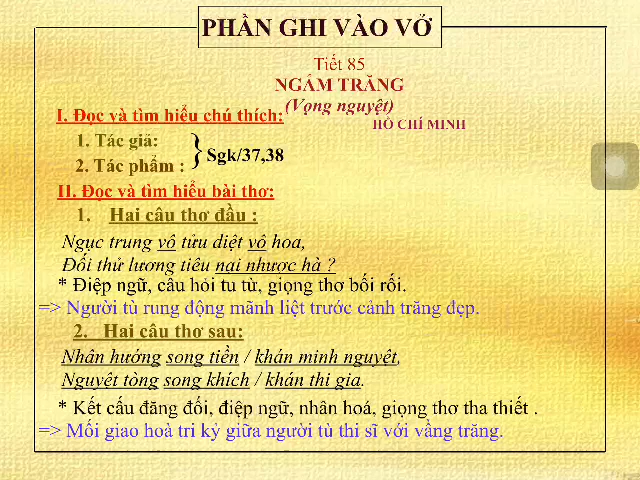 PHẦN GHI VÀO VỞ
Tiết 85
NGẮM TRĂNG
(Vọng nguyệt)
HỒ CHÍ MINH
I. Đọc và tìm hiểu chú thích:
1. Tác giả:
2. Tác phẩm :
} Sgk/37,38
II. Đọc và tìm hiểu bài thơ:
1. Hai câu thơ đầu :
Ngục trung vô tửu diệt vô hoa,
Đối thử lương tiêu nại nhược hà ?
* Điệp ngữ, câu hỏi tu từ, giọng thơ bối rối.
=> Người tù rung động mãnh liệt trước cảnh trăng đẹp.
2. Hai câu thơ sau:
Nhân hướng song tiền / khán minh nguyệt,
Nguyệt tòng song khích / khán thi gia.
* Kết cấu đăng đối, điệp ngữ, nhân hoá, giọng thơ tha thiết .
=> Mối giao hoà tri kỷ giữa người tù thi sĩ với vầng trăng.